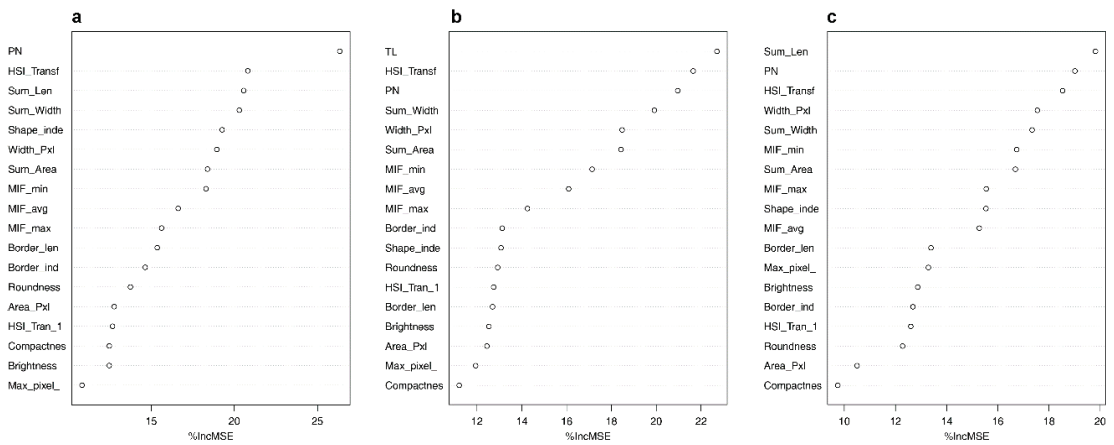 a
PN
HSI_Transf
Sum_Len
Sum_Width
Shape_inde
Width_Pxl
Sum_Area
MIF_min
MIF_avg
MIF_max
Border_len
Border_ind
Roundness
Area_Pxl
HSI_Tran_1
Compactnes
Brightness
Max_pixel_
15 20 25
%IncMSE
b
TL
HSI_Transf
PN
Sum_Width
Width_Pxl
Sum_Area
MIF_min
MIF_avg
MIF_max
Border_ind
Shape_inde
Roundness
HSI_Tran_1
Border_len
Brightness
Area_Pxl
Max_pixel_
Compactnes
12 14 16 18 20 22
%IncMSE
c
Sum_Len
PN
HSI_Transf
Width_Pxl
Sum_Width
MIF_min
Sum_Area
MIF_max
Shape_inde
MIF_avg
Border_len
Max_pixel_
Brightness
Border_ind
HSI_Tran_1
Roundness
Area_Pxl
Compactnes
10 12 14 16 18 20
%IncMSE